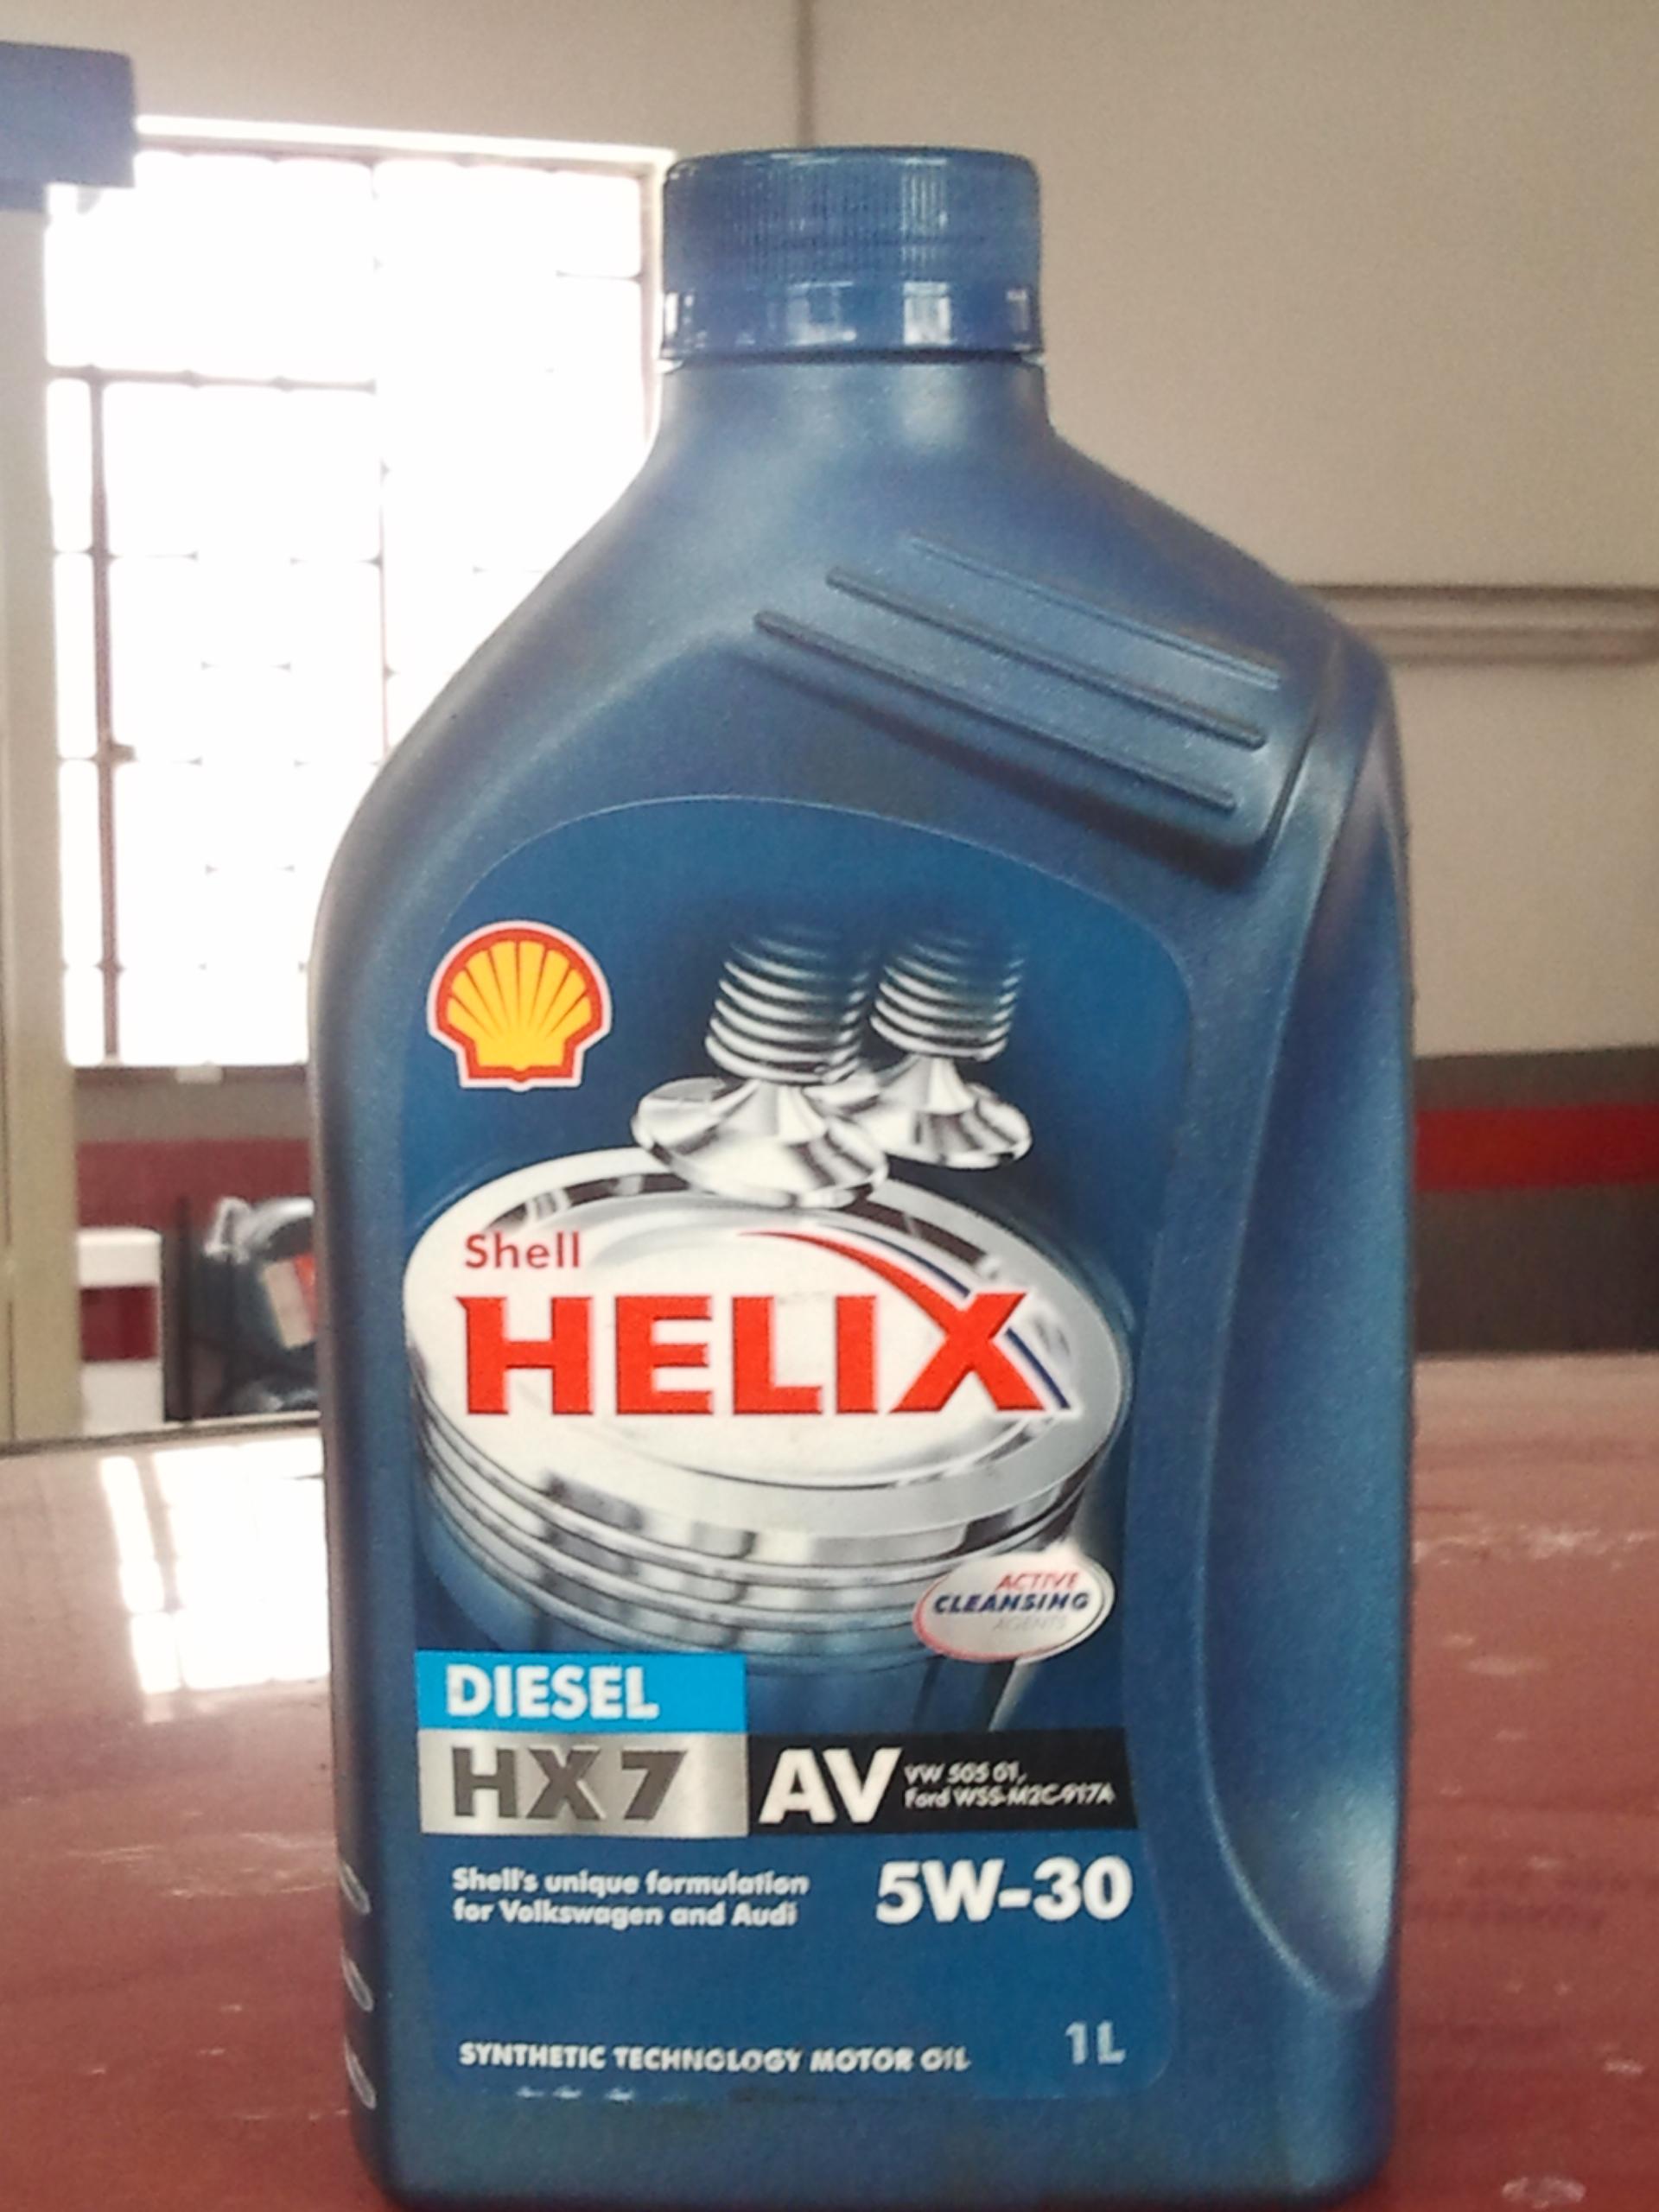 Shell
HELIX
ACTIVE
CLEANSING
AGENTS
DIESEL
HX7 AV VW 505 01,
Ford WSS-M2C-917A
Shell's unique formulation
for Volkswagen and Audi
5W-30
SYNTHETIC TECHNOLOGY MOTOR OIL
1L